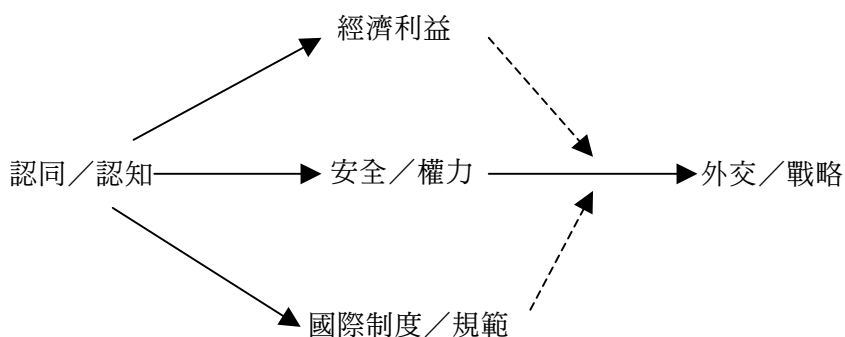 經濟利益
認同／認知
安全／權力
外交／戰略
國際制度／規範